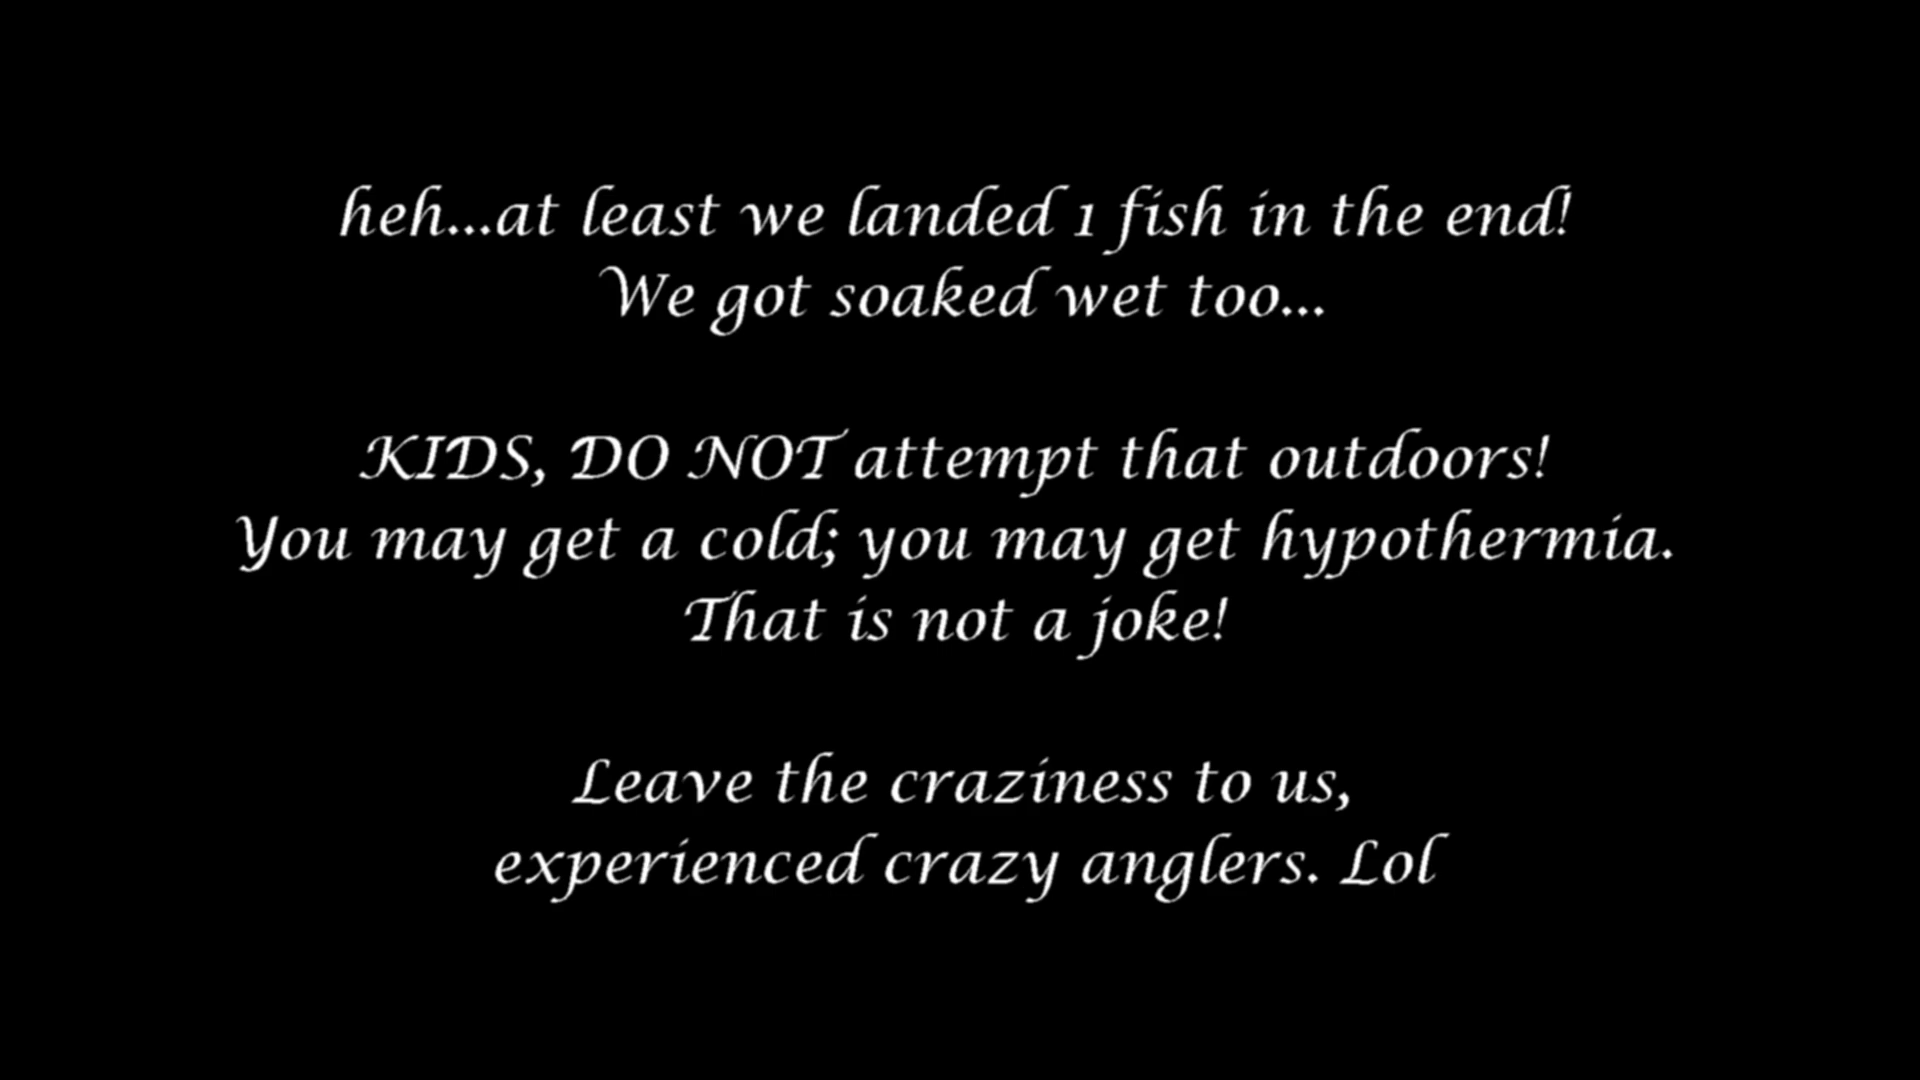 heh...at least we landed 1 fish in the end!
We got soaked wet too...
KIDS, DO NOT attempt that outdoors!
You may get a cold; you may get hypothermia.
That is not a joke!
Leave the craziness to us,
experienced crazy anglers. Lol